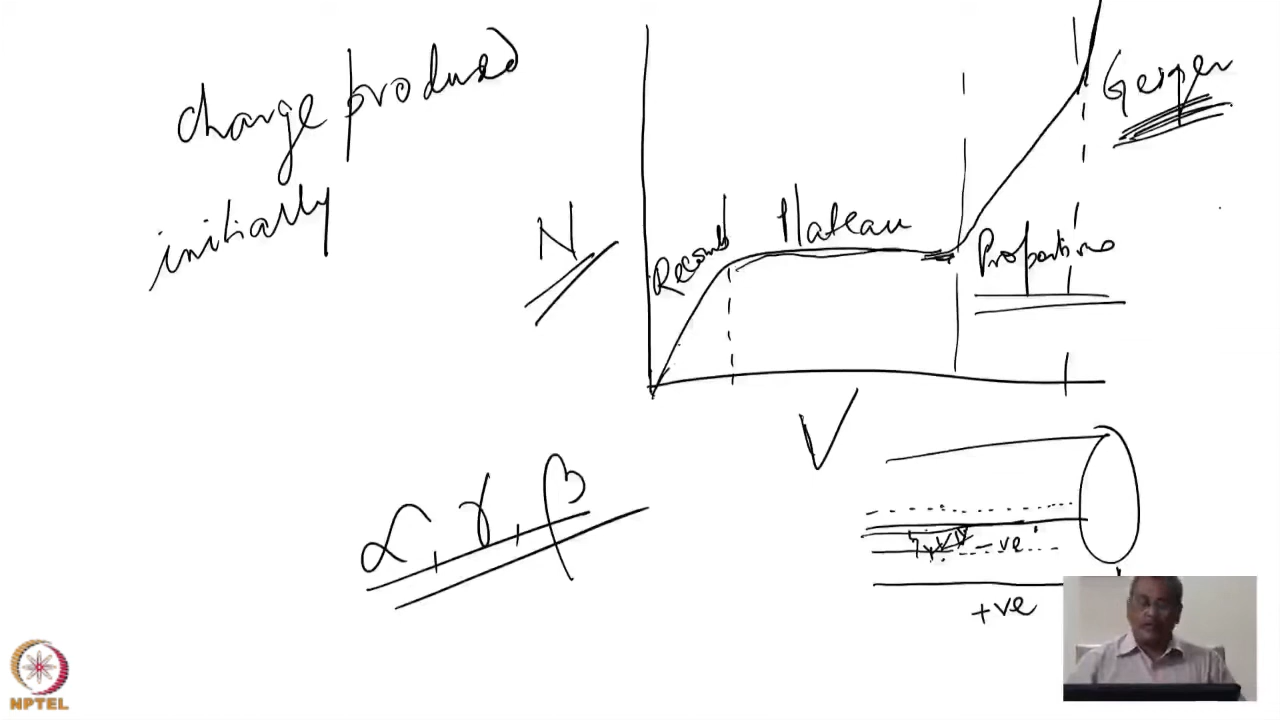 charge produced
initially
N
Recomb
Plateau
Proportional
Geiger
V
α, γ, β
-ve
+ve
NPTEL